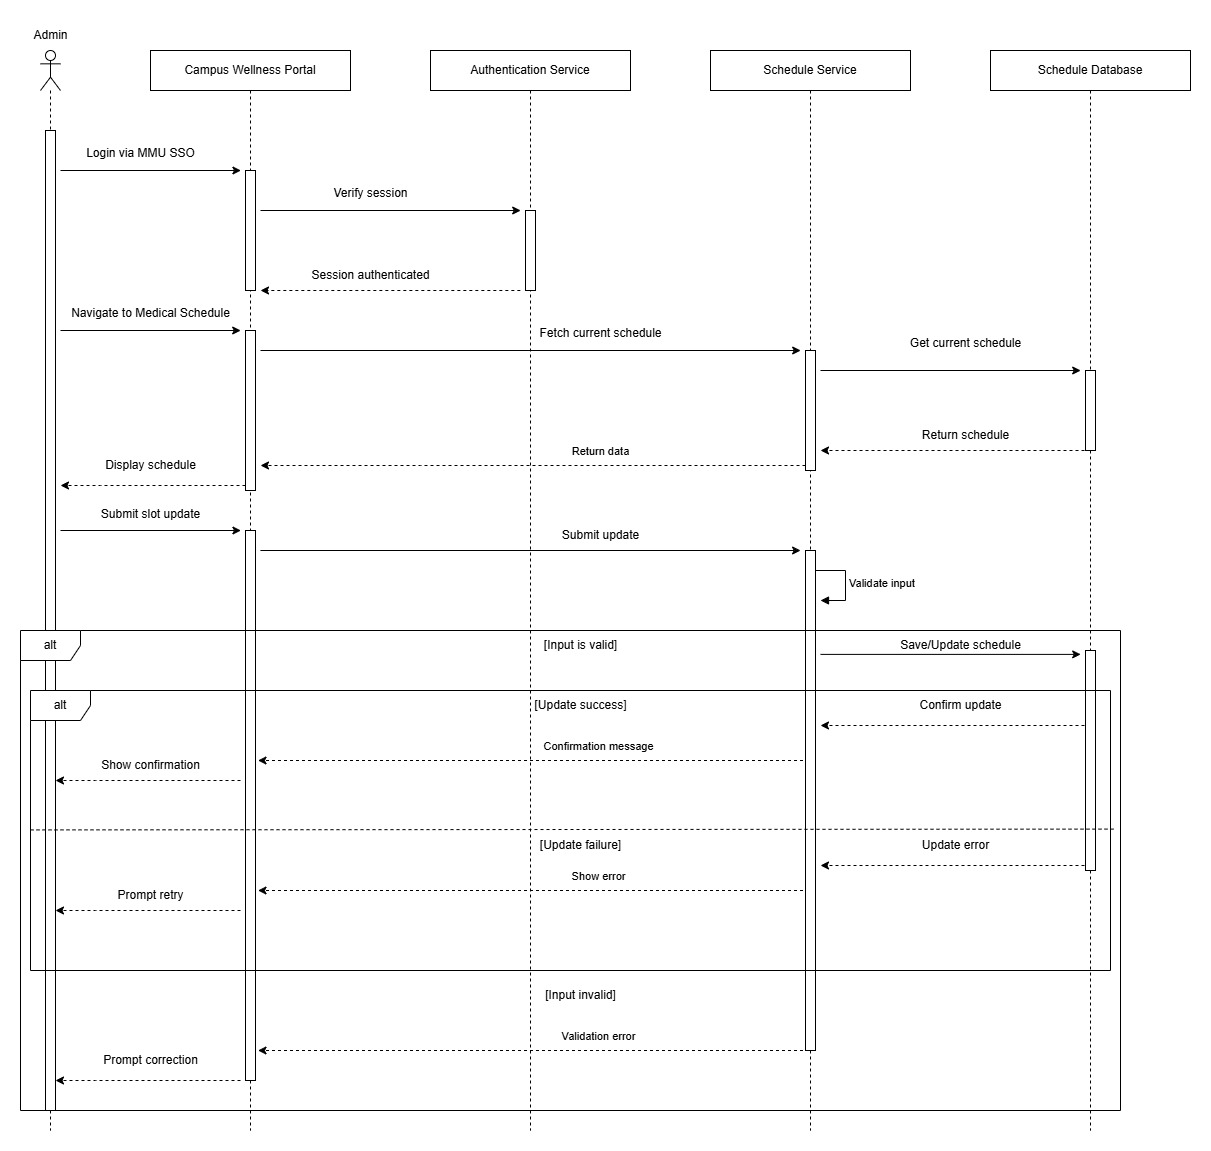 Admin
Campus Wellness Portal
Authentication Service
Schedule Service
Schedule Database
Login via MMU SSO
Verify session
Session authenticated
Navigate to Medical Schedule
Fetch current schedule
Get current schedule
Return schedule
Return data
Display schedule
Submit slot update
Submit update
Validate input
alt
[Input is valid]
Save/Update schedule
alt
[Update success]
Confirm update
Confirmation message
Show confirmation
[Update failure]
Update error
Show error
Prompt retry
[Input invalid]
Validation error
Prompt correction